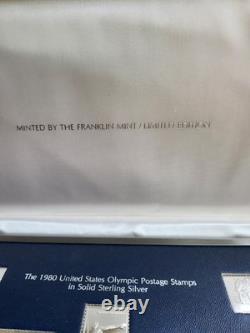 MINTED BY THE FRANKLIN MINT / LIMITED EDITION
The 1980 United States Olympic Postage Stamps
in Solid Sterling Silver